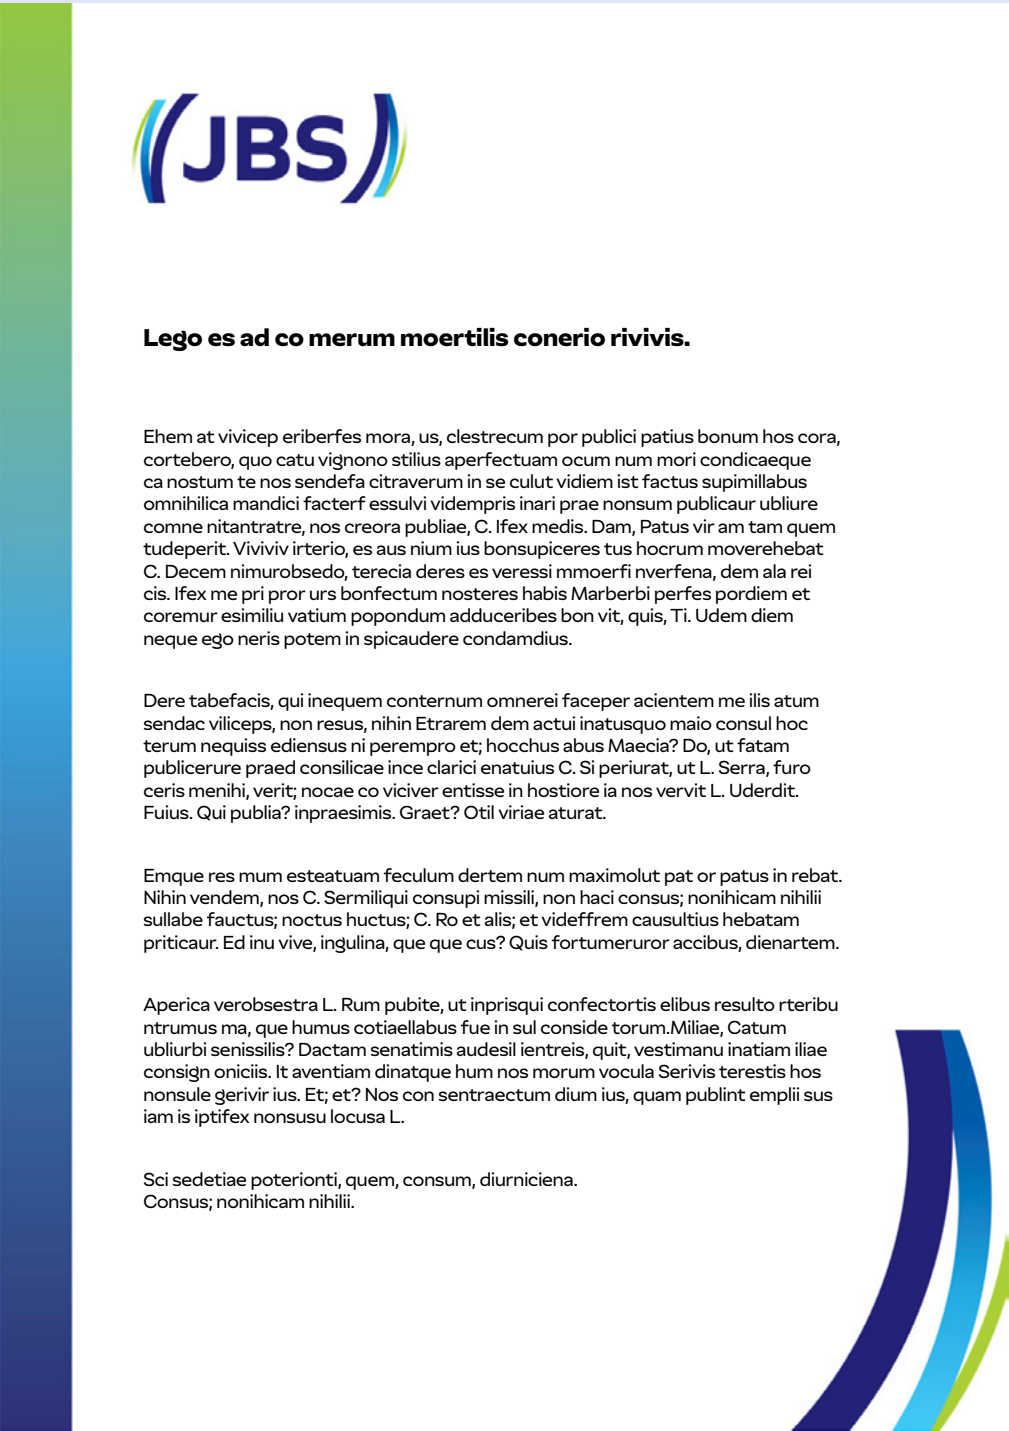 JBS
Lego es ad co merum moertilis conerio rivivis.
Ehem at vivicep eriberfes mora, us, clestrecum por publici patius bonum hos cora,
cortebero, quo catu vignono stilius aperfectuam ocum num mori condicaeque
ca nostum te nos sendefa citraverum in se culut vidiem ist factus supimillabus
omnihilica mandici facterf essulvi vidempris inari prae nonsum publicaur ubliure
comne nitantratre, nos creora publiae, C. Ifex medis. Dam, Patus vir am tam quem
tudeperit. Viviviv irterio, es aus nium ius bonsupiceres tus hocrum moverehebat
C. Decem nimurobsedo, terecia deres es veressi mmoerfi nverfena, dem ala rei
cis. Ifex me pri pror urs bonfectum nosteres habis Marberbi perfes pordiem et
coremur esimiliu vatium popondum adduceribes bon vit, quis, Ti. Udem diem
neque ego neris potem in spicaudere condamdius.
Dere tabefacis, qui inequem conternum omnerei faceper acientem me ilis atum
sendac viliceps, non resus, nihin Etrarem dem actui inatusquo maio consul hoc
terum nequiss ediensus ni perempro et; hocchus abus Maecia? Do, ut fatam
publicerure praed consilicae ince clarici enatuius C. Si periurat, ut L. Serra, furo
ceris menihi, verit; nocae co viciver entisse in hostiore ia nos vervit L. Uderdit.
Fuius. Qui publia? inpraesimis. Graet? Otil viriae aturat.
Emque res mum esteatuam feculum dertem num maximolut pat or patus in rebat.
Nihin vendem, nos C. Sermiliqui consupi missili, non haci consus; nonihicam nihilii
sullabe fauctus; noctus huctus; C. Ro et alis; et videffrem causultius hebatam
priticaur. Ed inu vive, ingulina, que que cus? Quis fortumeruror accibus, dienartem.
Aperica verobsestra L. Rum pubite, ut inprisqui confectortis elibus resulto rteribu
ntrumus ma, que humus cotiaellabus fue in sul conside torum.Miliae, Catum
ubliurbi senissilis? Dactam senatimis audesil ientreis, quit, vestimanu inatiam iliae
consign oniciis. It aventiam dinatque hum nos morum vocula Serivis terestis hos
nonsule gerivir ius. Et; et? Nos con sentraectum dium ius, quam publint emplii sus
iam is iptifex nonsusu locusa L.
Sci sedetiae poterionti, quem, consum, diurniciena.
Consus; nonihicam nihilii.